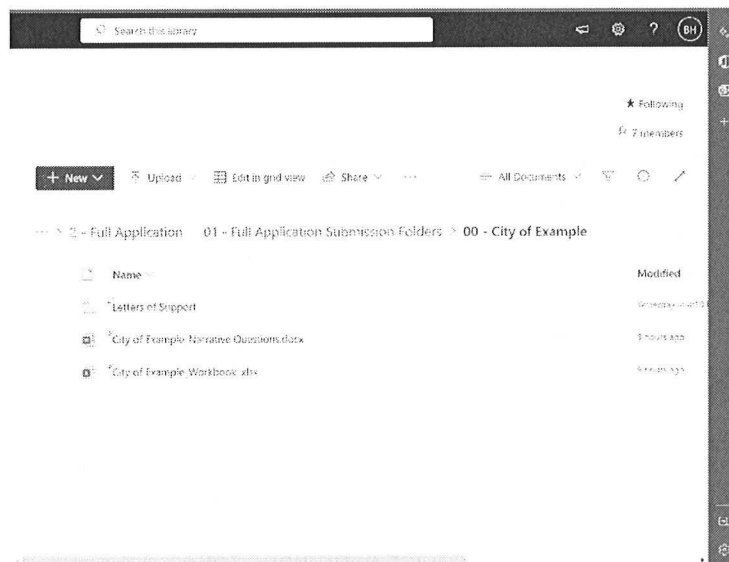 Search this library
?
BH
★ Following
7 members
+ New
Upload
Edit in grid view
Share
···
All Documents
··· > 2 - Full Application
01 - Full Application Submission Folders > 00 - City of Example
Name
Modified
Letters of Support
City of Example Narrative Questions.docx
City of Example Workbook .xlsx